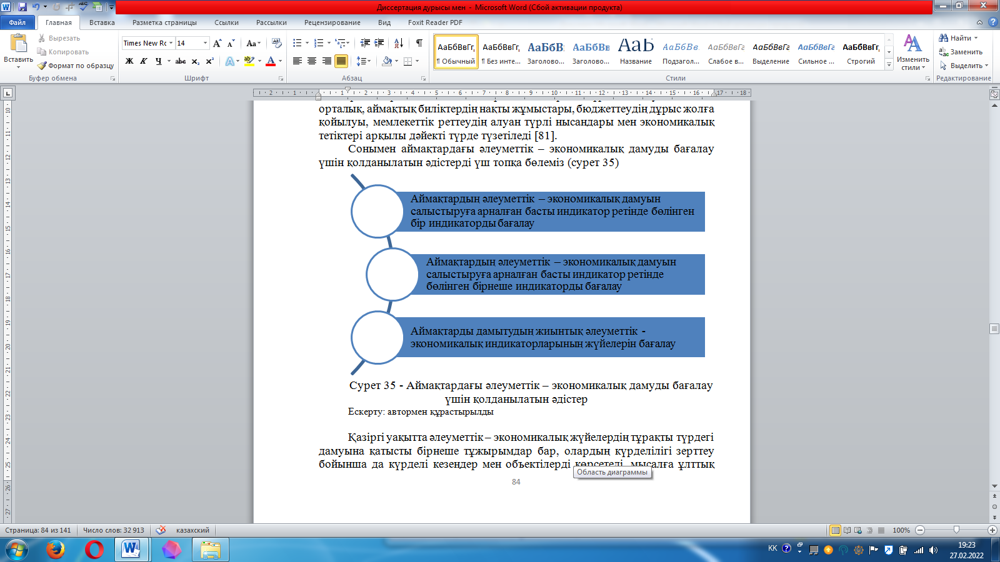 Диссертация дурысы мен - Microsoft Word (Сбой активации продукта)
Файл Главная Вставка Разметка страницы Ссылки Рассылки Рецензирование Вид Foxit Reader PDF
Вставить
Вырезать
Копировать
Формат по образцу
Буфер обмена
Times New Rc 14
Шрифт
Абзац
АаБбВвГг, АаБбВвГг, АаБбВ АаБбВв АаБ АаБбВв. АаБбВвГг АаБбВвГг АаБбВвГг АаБбВвГг,
¶ Обычный ¶ Без инте... Заголово... Заголово... Название Подзагол... Слабое в... Выделение Сильное ... Строгий
Стили
Изменить стили
Найти
Заменить
Выделить
Редактирование
орталық, аймақтық биліктердің нақты жұмыстары, бюджеттеудің дұрыс жолға
қойылуы, мемлекеттік реттеудің алуан түрлі нысандары мен экономикалық
тетіктері арқылы дәйекті түрде түзетіледі [81].
Сонымен аймақтардағы әлеуметтік – экономикалық дамуды бағалау
үшін қолданылатын әдістерді үш топқа бөлеміз (сурет 35)
Аймақтардың әлеуметтік – экономикалық дамуын
салыстыруға арналған басты индикатор ретінде бөлінген
бір индикаторды бағалау
Аймақтардың әлеуметтік – экономикалық дамуын
салыстыруға арналған басты индикатор ретінде
бөлінген бірнеше индикаторды бағалау
Аймақтарды дамытудың жиынтық әлеуметтік -
экономикалық индикаторларының жүйелерін бағалау
Сурет 35 - Аймақтардағы әлеуметтік – экономикалық дамуды бағалау
үшін қолданылатын әдістер
Ескерту: автормен құрастырылды
Қазіргі уақытта әлеуметтік – экономикалық жүйелердің тұрақты түрдегі
дамуына қатысты бірнеше тұжырымдар бар, олардың күрделілігі зерттеу
бойынша да күрделі кезеңдер мен объектілерді көрсетеді, мысалға ұлттық
Область диаграммы
84
Страница: 84 из 141 Число слов: 32 913 казахский 100%
KK
19:23
27.02.2022